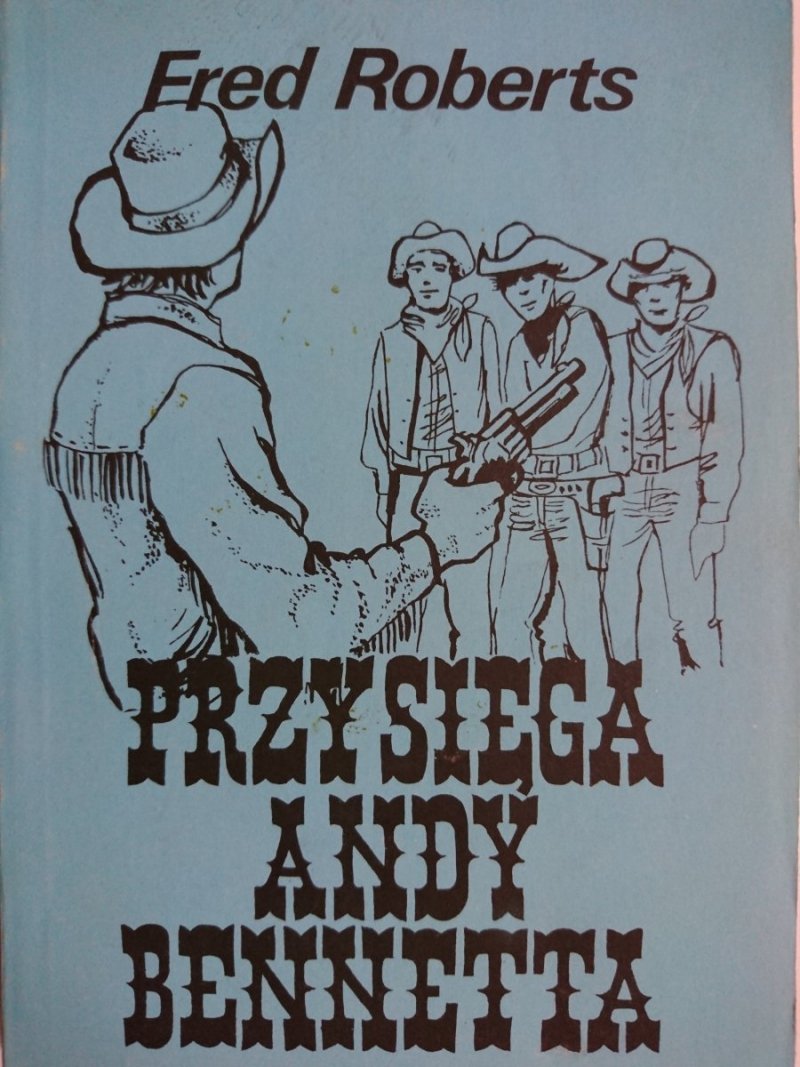 Fred Roberts
PRZYSIĘGA
ANDY
BENNETTA